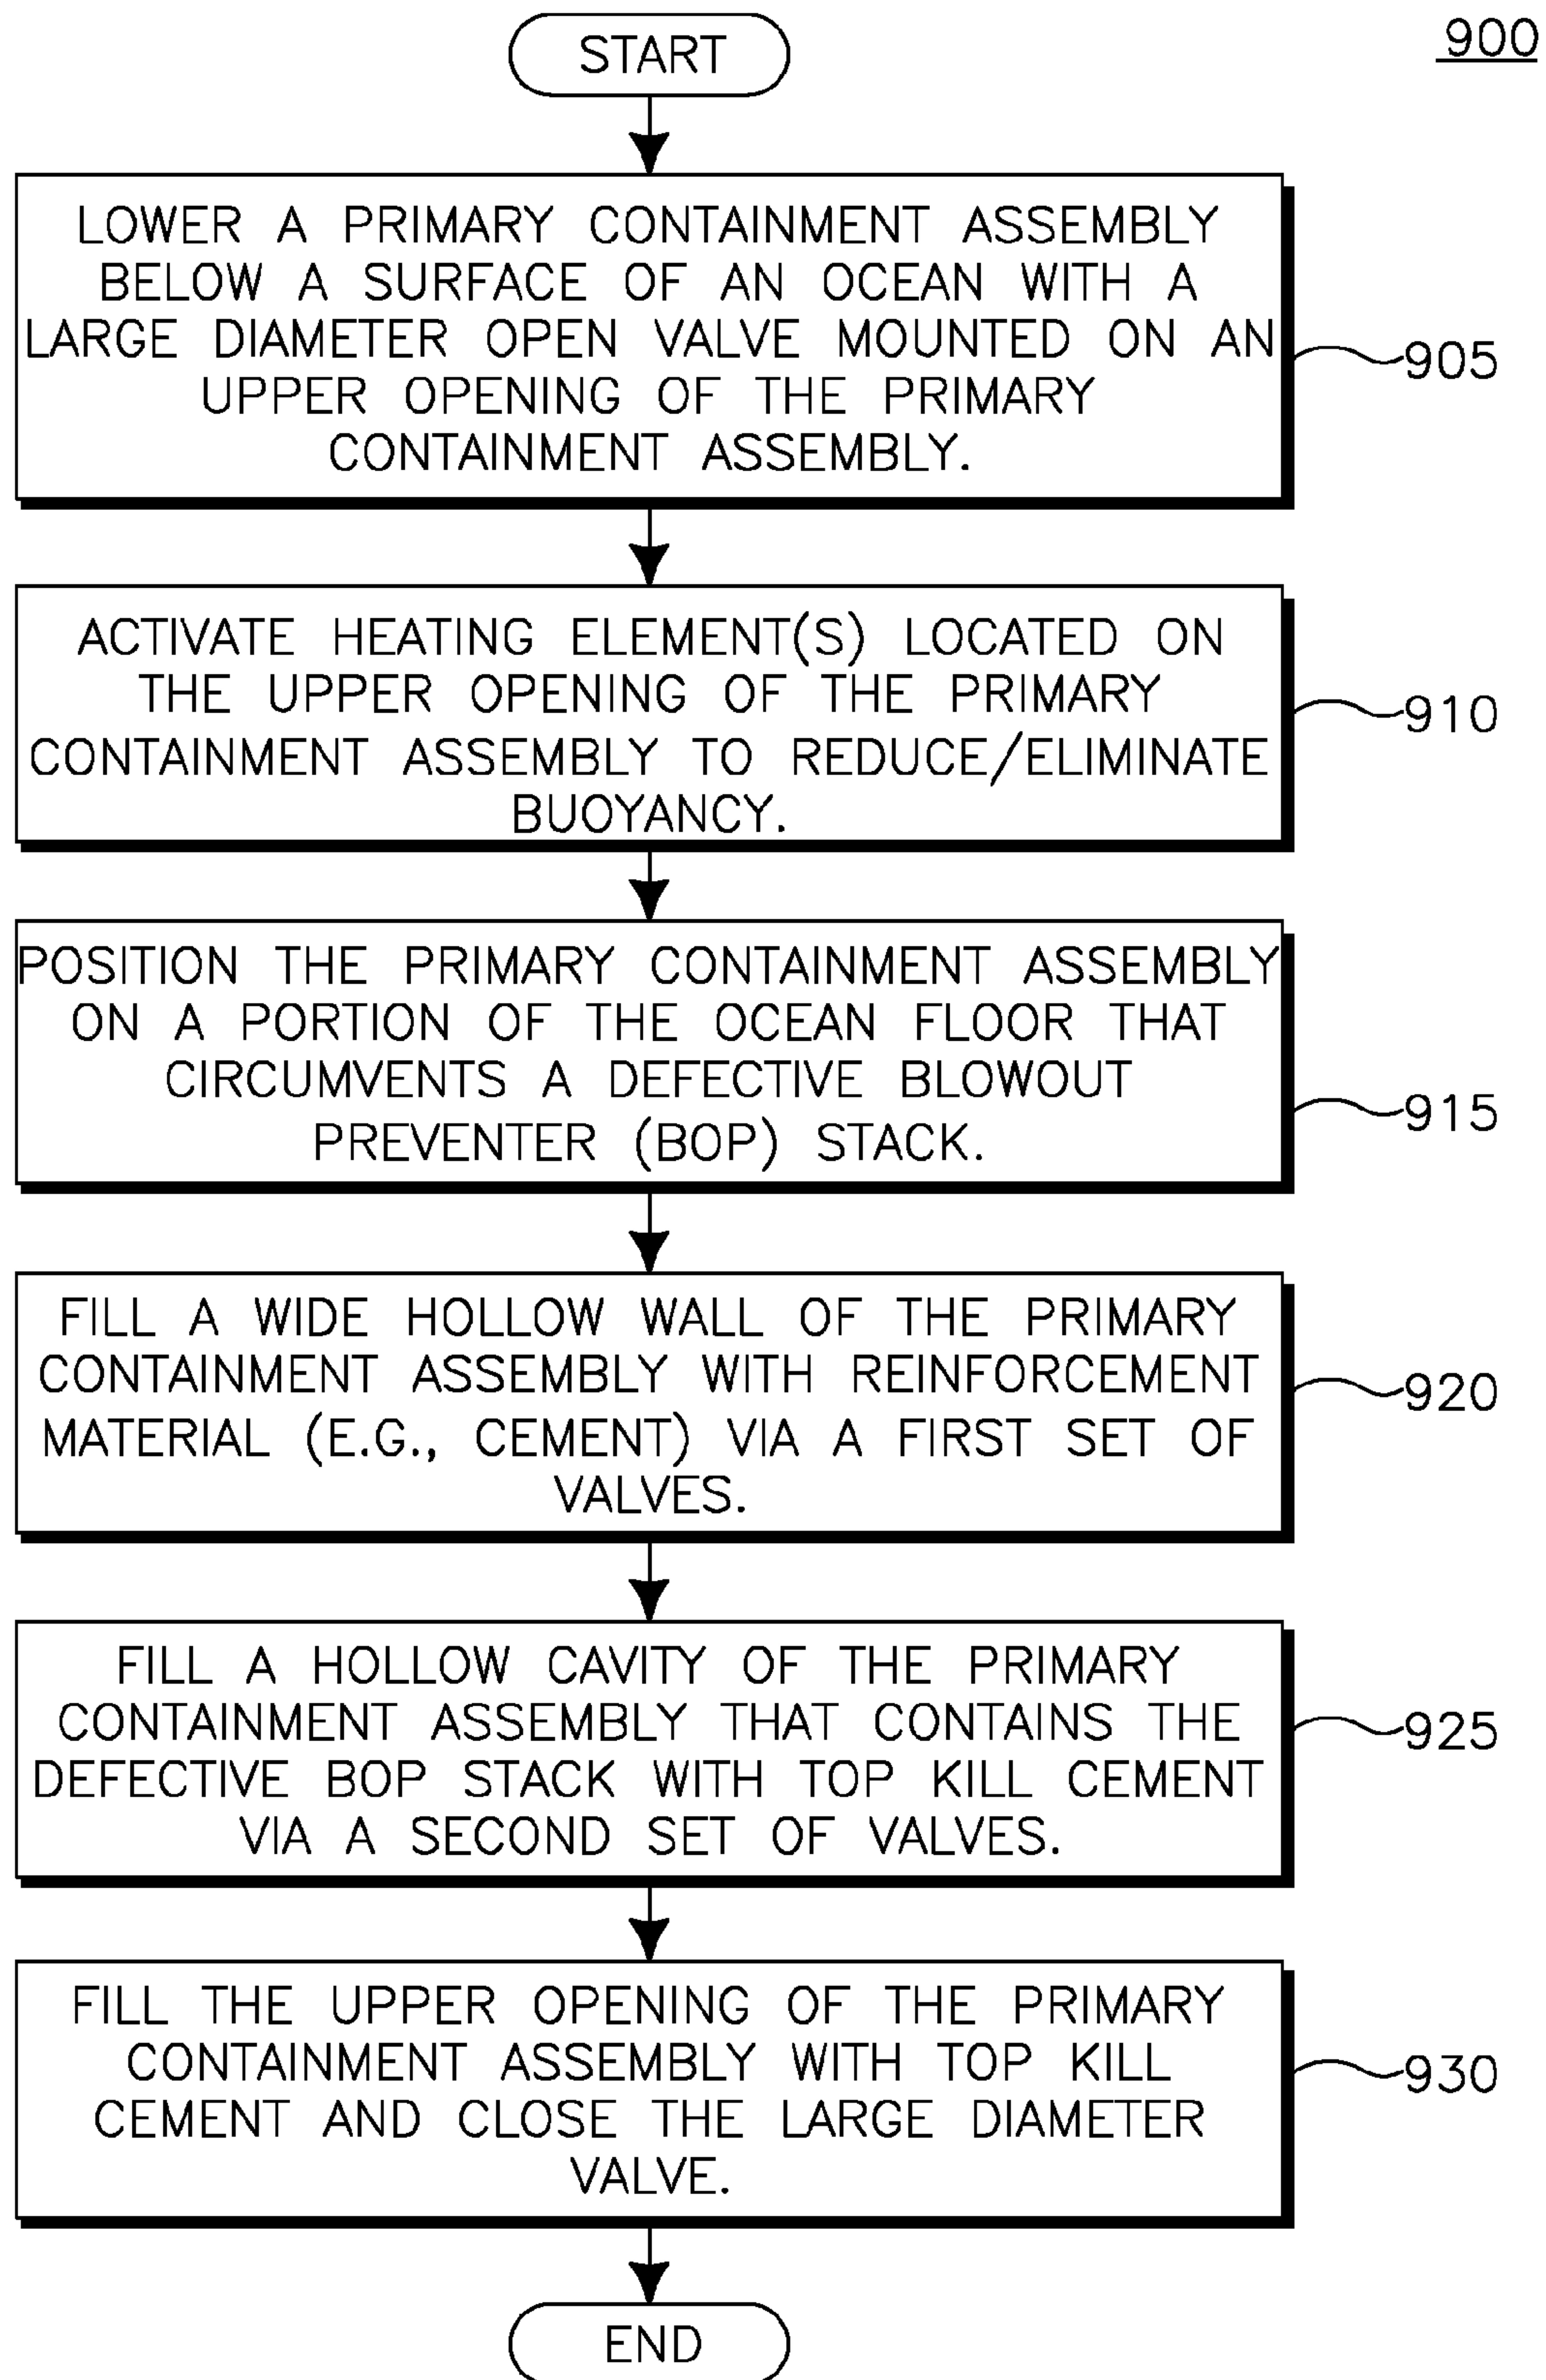 START
900
LOWER A PRIMARY CONTAINMENT ASSEMBLY
BELOW A SURFACE OF AN OCEAN WITH A
LARGE DIAMETER OPEN VALVE MOUNTED ON AN
UPPER OPENING OF THE PRIMARY
CONTAINMENT ASSEMBLY.
905
ACTIVATE HEATING ELEMENT(S) LOCATED ON
THE UPPER OPENING OF THE PRIMARY
CONTAINMENT ASSEMBLY TO REDUCE/ELIMINATE
BUOYANCY.
910
POSITION THE PRIMARY CONTAINMENT ASSEMBLY
ON A PORTION OF THE OCEAN FLOOR THAT
CIRCUMVENTS A DEFECTIVE BLOWOUT
PREVENTER (BOP) STACK.
915
FILL A WIDE HOLLOW WALL OF THE PRIMARY
CONTAINMENT ASSEMBLY WITH REINFORCEMENT
MATERIAL (E.G., CEMENT) VIA A FIRST SET OF
VALVES.
920
FILL A HOLLOW CAVITY OF THE PRIMARY
CONTAINMENT ASSEMBLY THAT CONTAINS THE
DEFECTIVE BOP STACK WITH TOP KILL CEMENT
VIA A SECOND SET OF VALVES.
925
FILL THE UPPER OPENING OF THE PRIMARY
CONTAINMENT ASSEMBLY WITH TOP KILL
CEMENT AND CLOSE THE LARGE DIAMETER
VALVE.
930
END